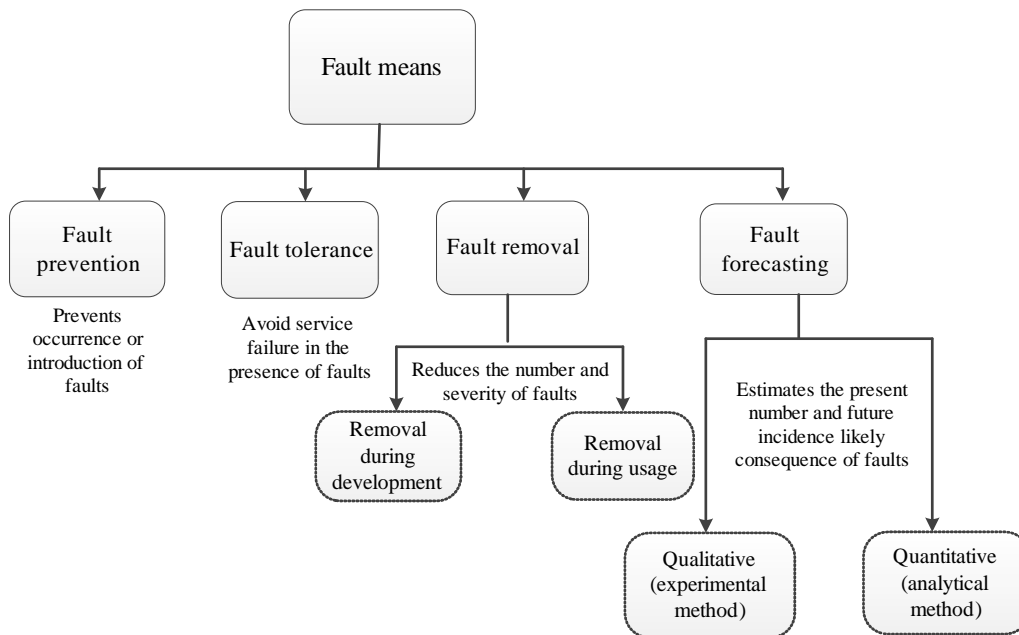 Fault means
Fault
prevention
Fault tolerance
Fault removal
Fault
forecasting
Prevents
occurrence or
introduction of
faults
Avoid service
failure in the
presence of faults
Reduces the number and
severity of faults
Estimates the present
number and future
incidence likely
consequence of faults
Removal
during
development
Removal
during usage
Qualitative
(experimental
method)
Quantitative
(analytical
method)